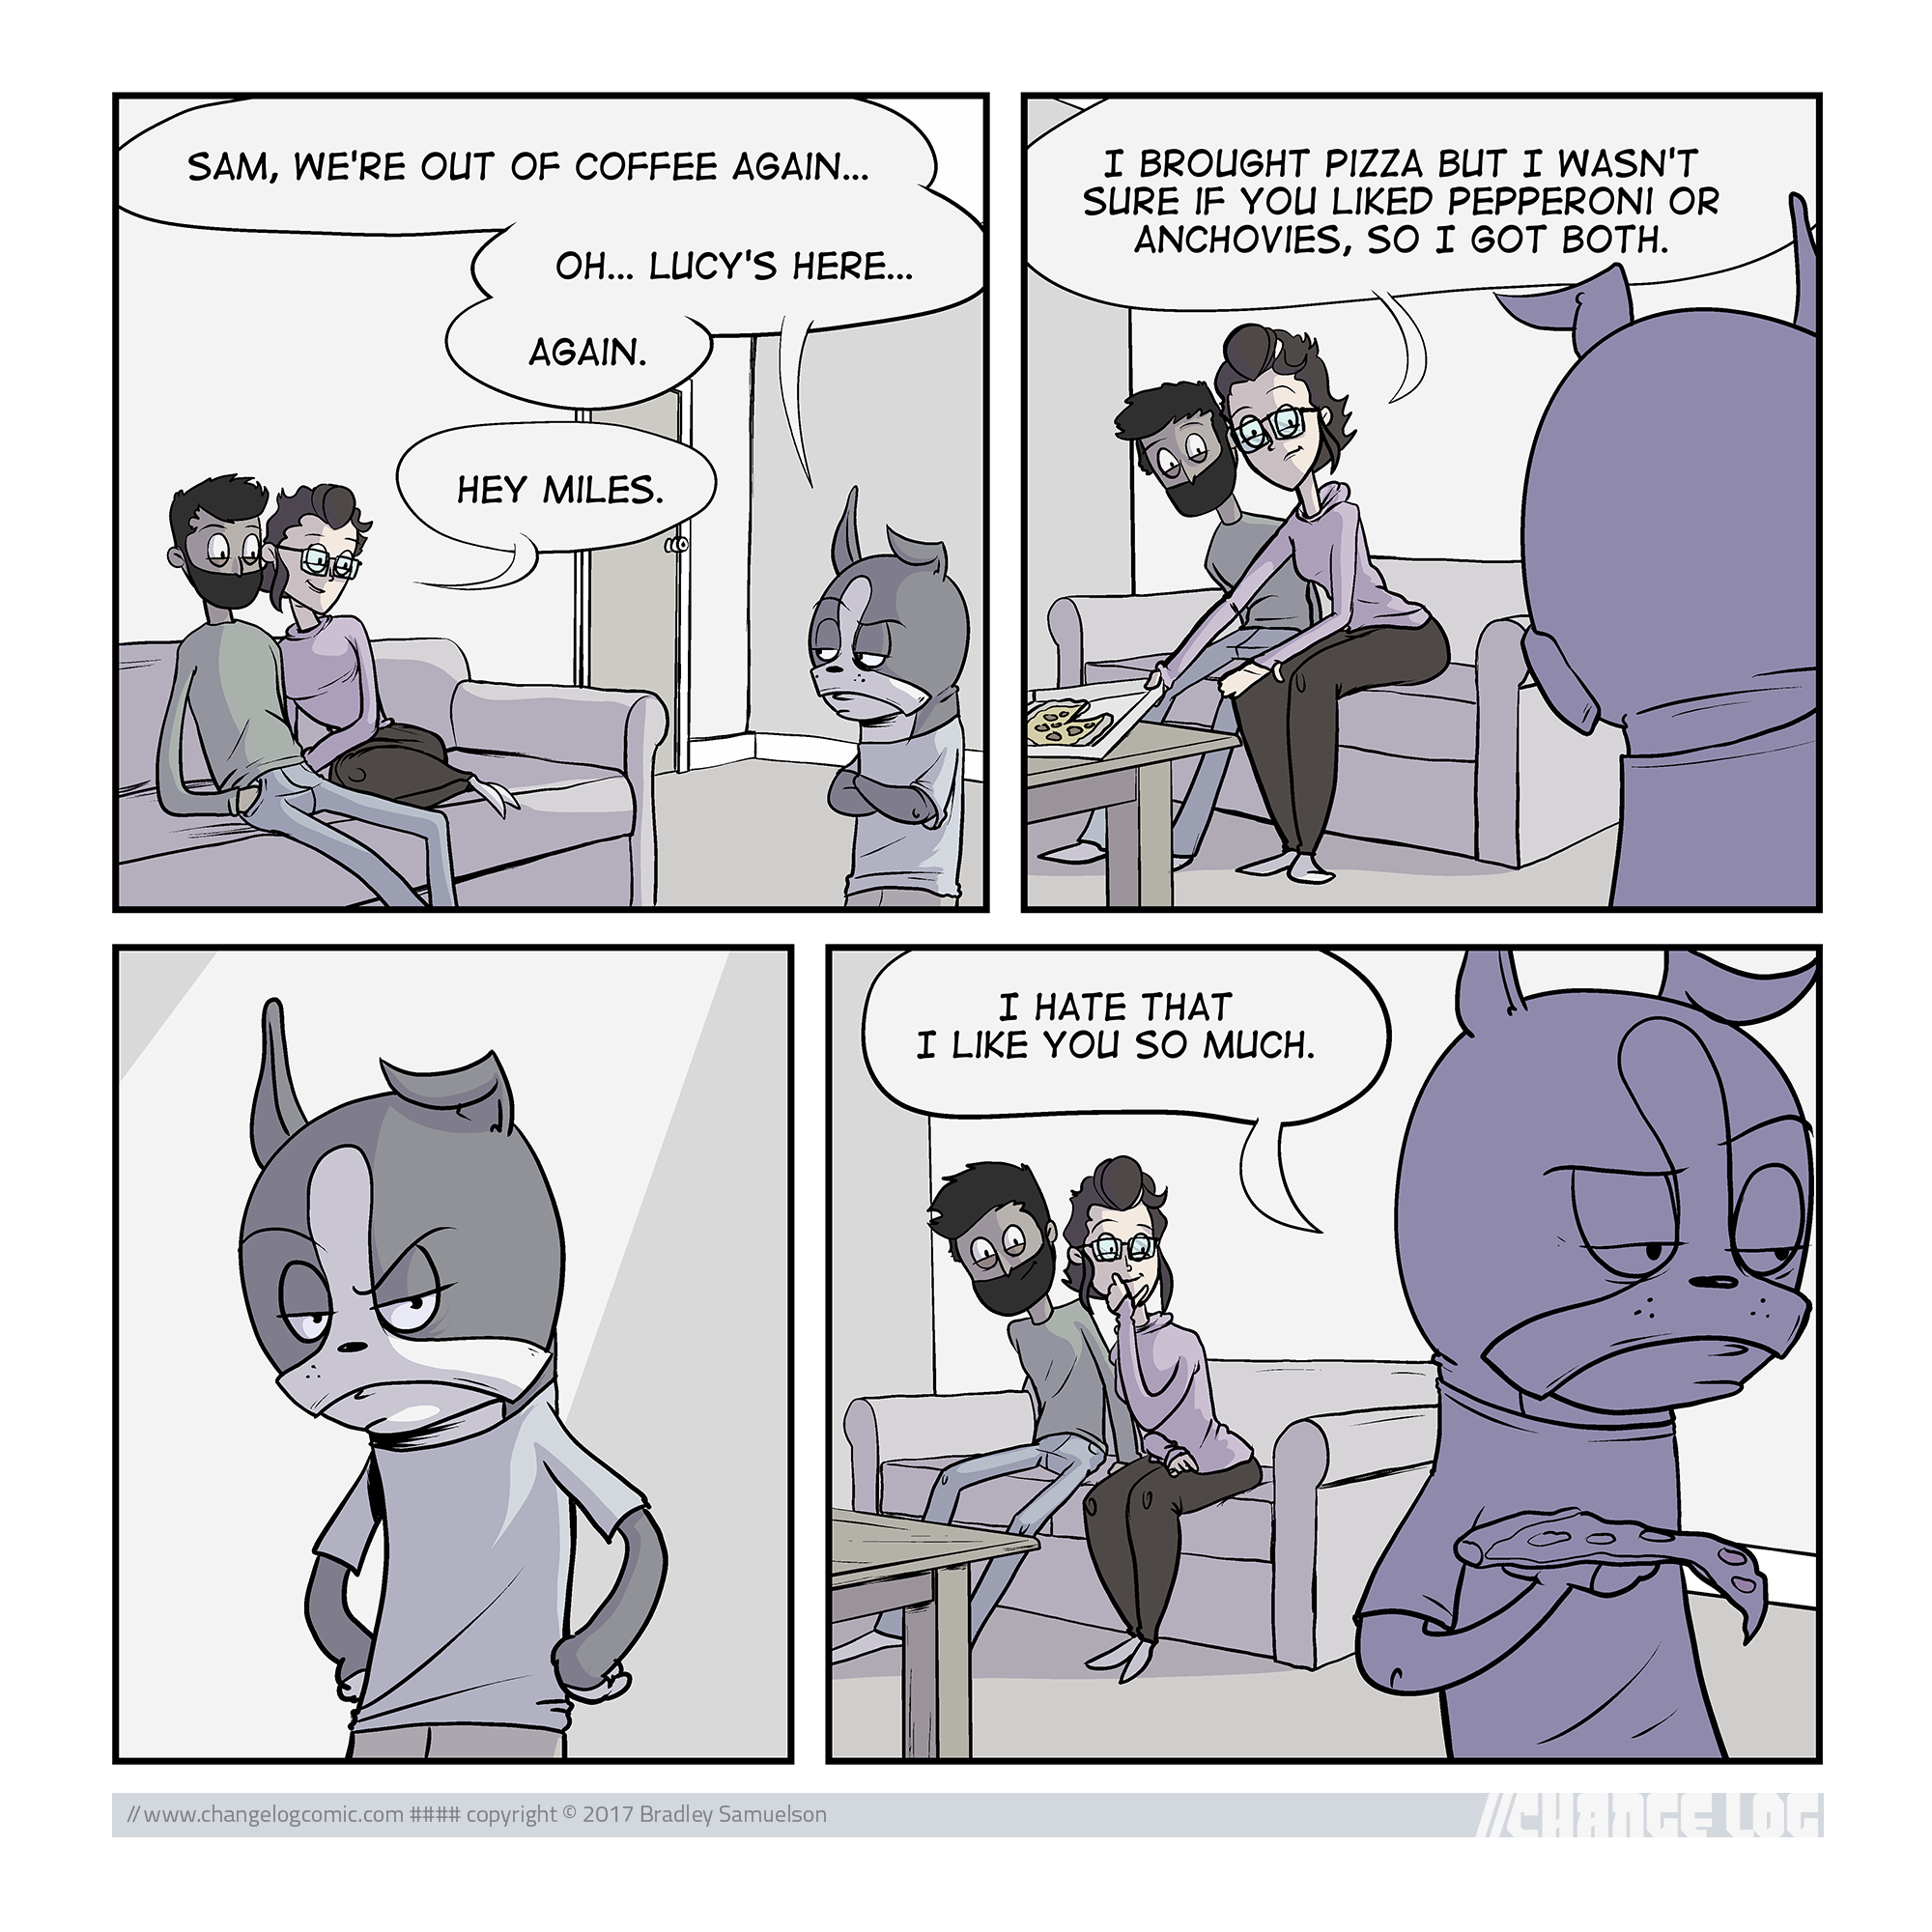 SAM, WE'RE OUT OF COFFEE AGAIN...
OH... LUCY'S HERE...
AGAIN.
HEY MILES.
I BROUGHT PIZZA BUT I WASN'T
SURE IF YOU LIKED PEPPERONI OR
ANCHOVIES, SO I GOT BOTH.
I HATE THAT
I LIKE YOU SO MUCH.
// www.changelogcomic.com #### copyright © 2017 Bradley Samuelson
//CHANGE LOG